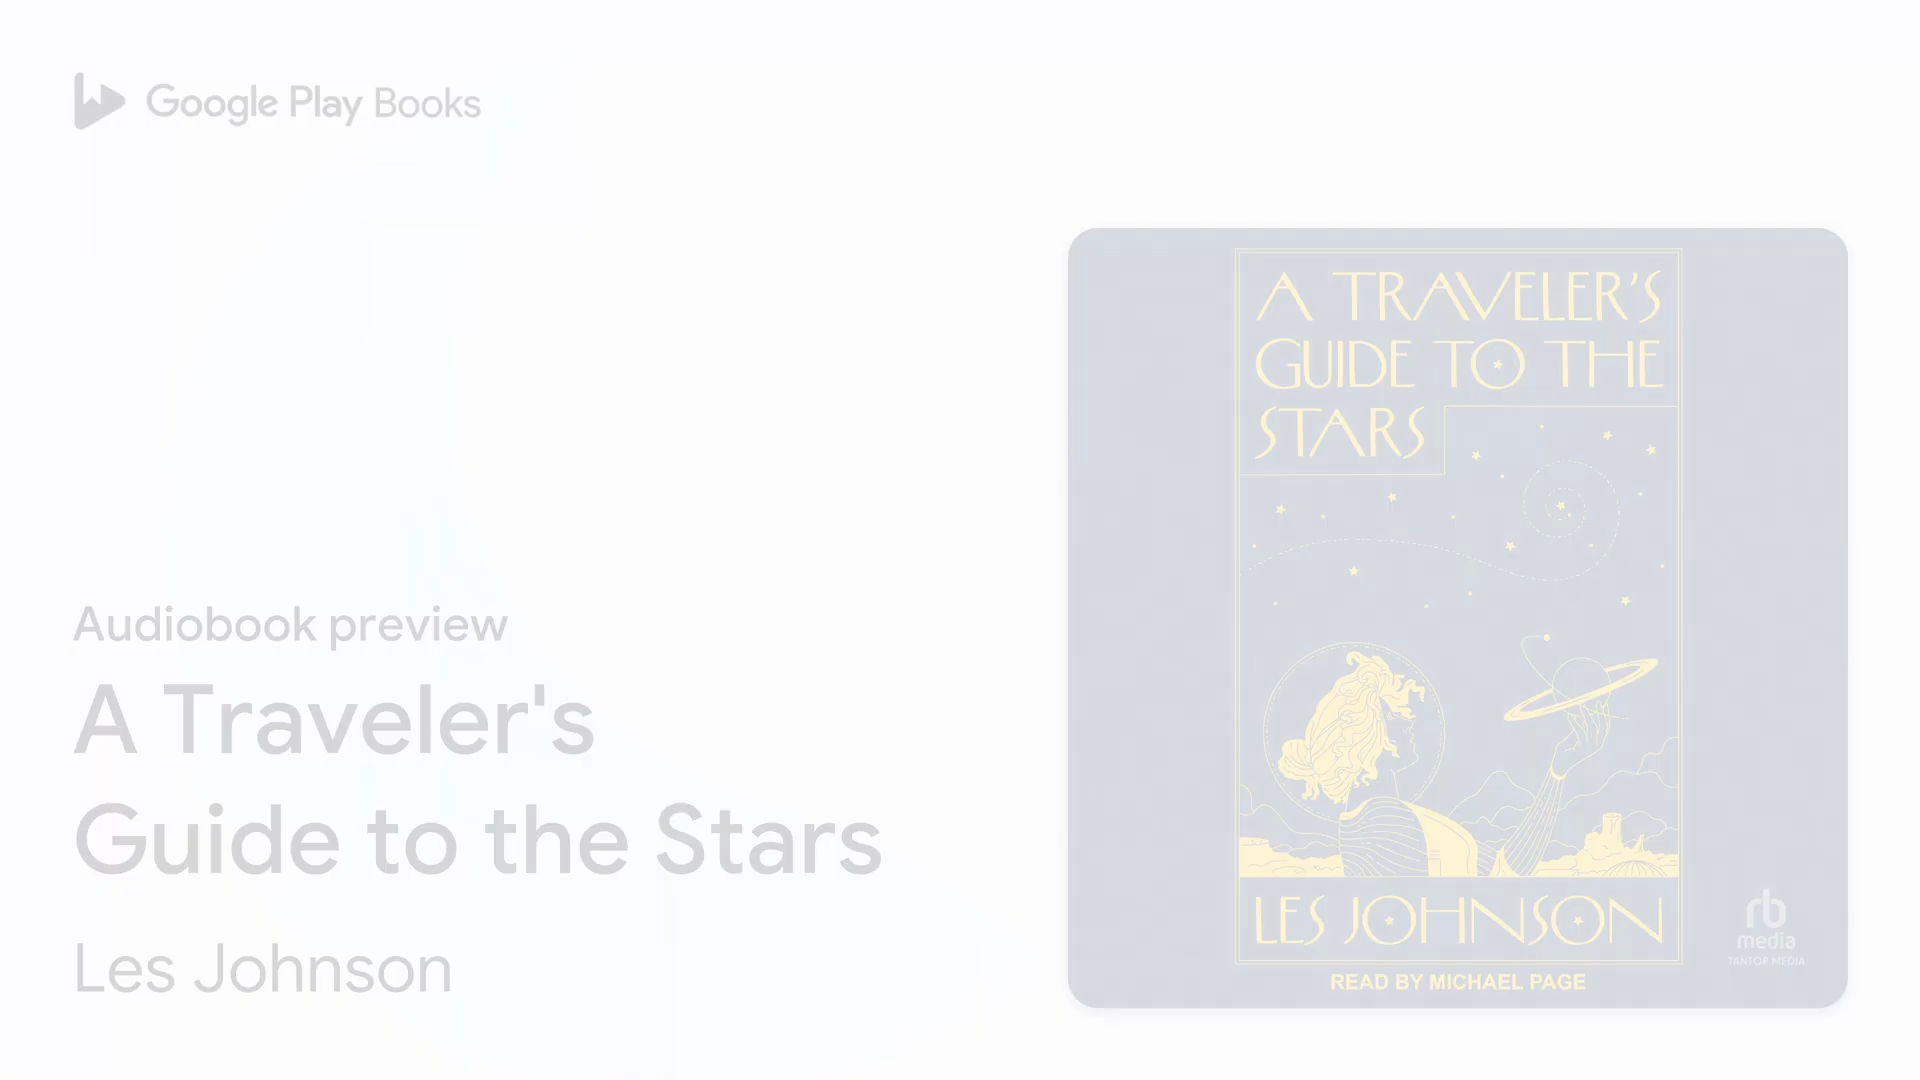 Google Play Books
Audiobook preview
A Traveler's
Guide to the Stars
Les Johnson
A TRAVELER'S
GUIDE TO THE
STARS
LES JOHNSON
READ BY MICHAEL PAGE
rb
media
TANTOR MEDIA